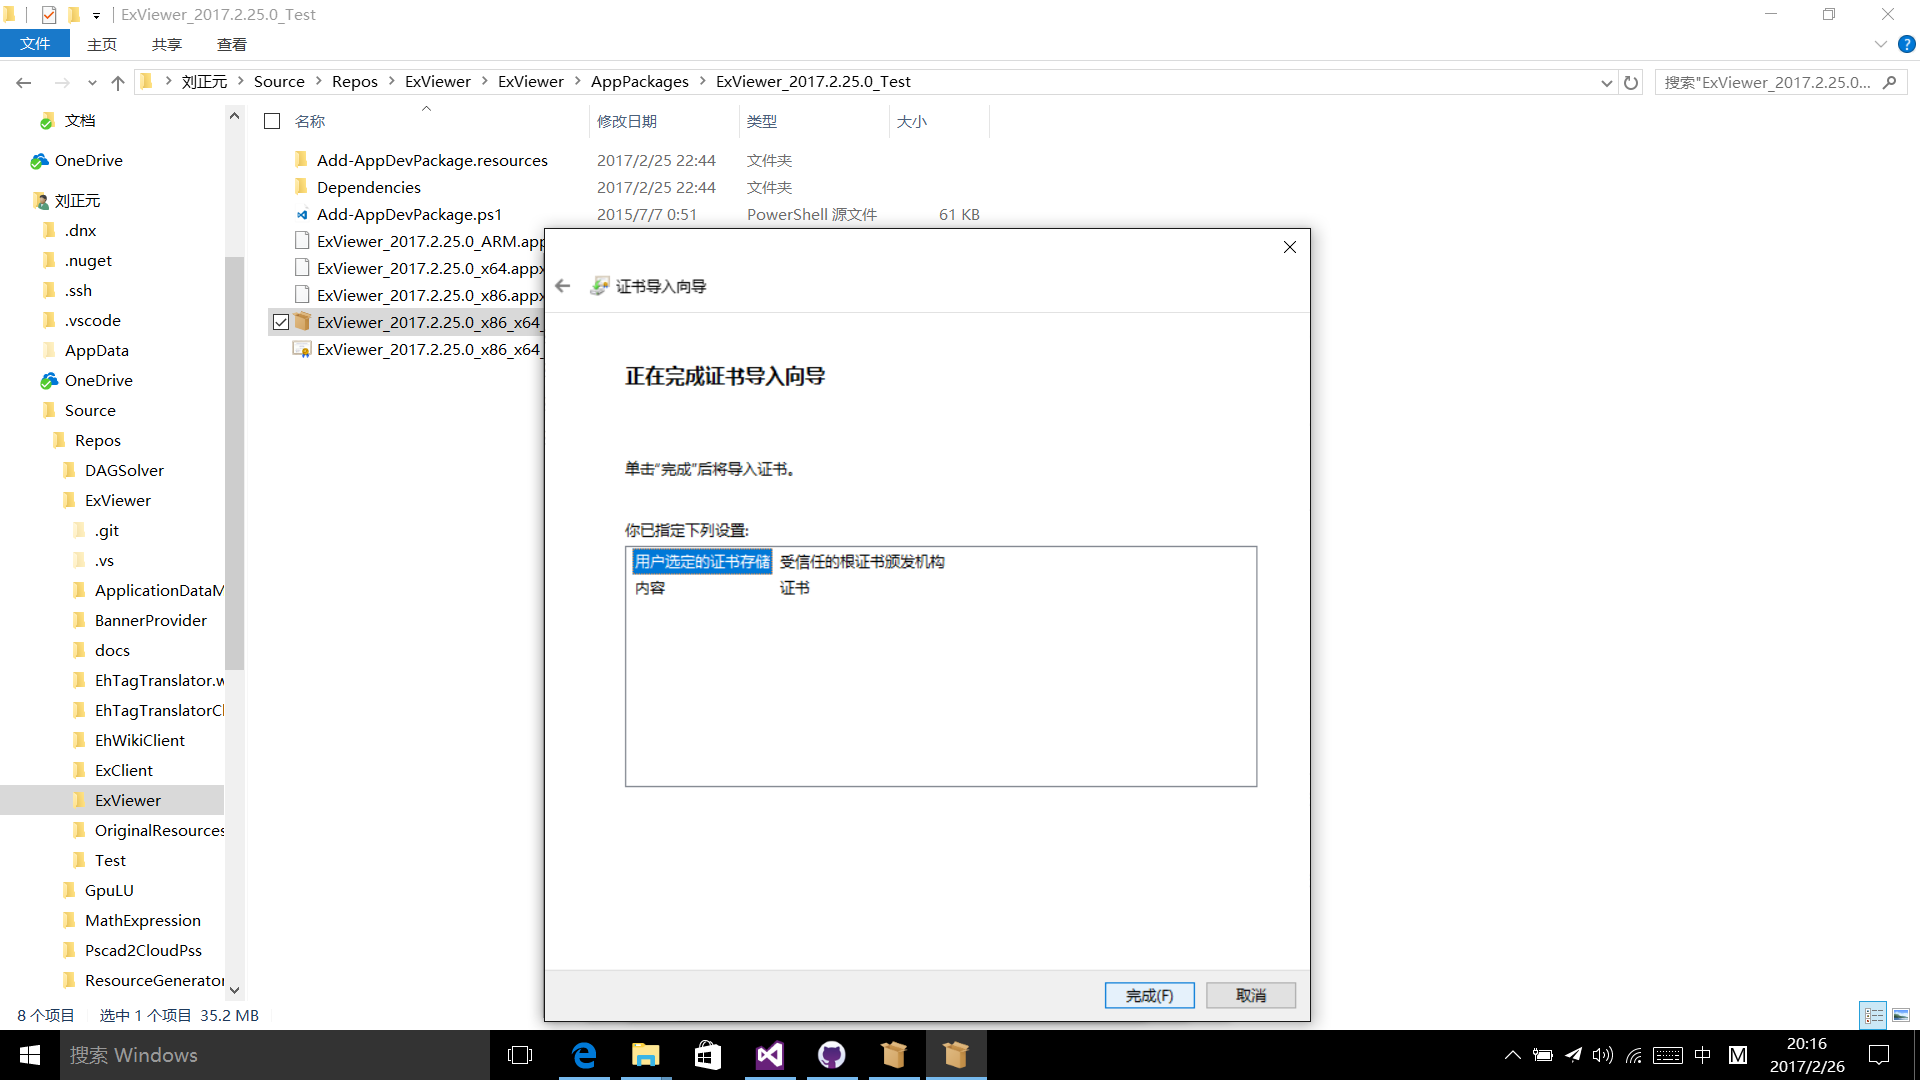 ExViewer_2017.2.25.0_Test
文件 主页 共享 查看
刘正元 Source Repos ExViewer ExViewer AppPackages ExViewer_2017.2.25.0_Test
搜索"ExViewer_2017.2.25.0...
文档
OneDrive
刘正元
.dnx
.nuget
.ssh
.vscode
AppData
OneDrive
Source
Repos
DAGSolver
ExViewer
.git
.vs
ApplicationDataM
BannerProvider
docs
EhTagTranslator.w
EhTagTranslatorCl
EhWikiClient
ExClient
ExViewer
OriginalResources
Test
GpuLU
MathExpression
Pscad2CloudPss
ResourceGenerator
名称 修改日期 类型 大小
Add-AppDevPackage.resources 2017/2/25 22:44 文件夹
Dependencies 2017/2/25 22:44 文件夹
Add-AppDevPackage.ps1 2015/7/7 0:51 PowerShell 源文件 61 KB
ExViewer_2017.2.25.0_ARM.app
ExViewer_2017.2.25.0_x64.appx
ExViewer_2017.2.25.0_x86.appx
ExViewer_2017.2.25.0_x86_x64_
ExViewer_2017.2.25.0_x86_x64_
证书导入向导
正在完成证书导入向导
单击"完成"后将导入证书。
你已指定下列设置:
用户选定的证书存储 受信任的根证书颁发机构
内容 证书
完成(F) 取消
8 个项目 选中 1 个项目 35.2 MB
搜索 Windows
中 M
20:16
2017/2/26